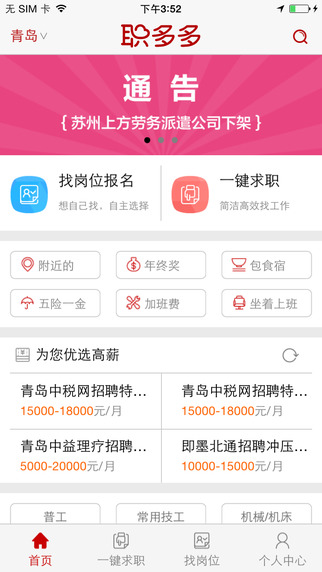 无 SIM 卡
下午3:52
青岛
职多多
通告
{ 苏州上方劳务派遣公司下架 }
找岗位报名
想自己找，自主选择
一键求职
简洁高效找工作
附近的
年终奖
包食宿
五险一金
加班费
坐着上班
为您优选高薪
青岛中税网招聘特...
15000-18000元/月
青岛中税网招聘特...
15000-18000元/月
青岛中益理疗招聘...
5000-20000元/月
即墨北通招聘冲压...
10000-15000元/月
普工
常用技工
机械/机床
首页
一键求职
找岗位
个人中心